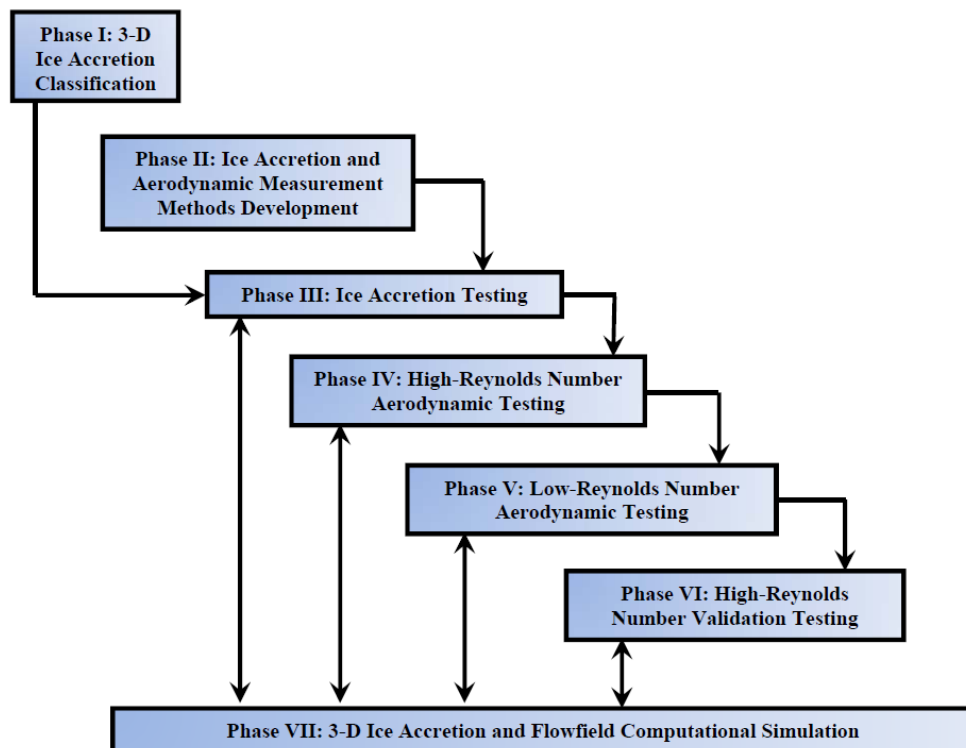 Phase I: 3-D
Ice Accretion
Classification
Phase II: Ice Accretion and
Aerodynamic Measurement
Methods Development
Phase III: Ice Accretion Testing
Phase IV: High-Reynolds Number
Aerodynamic Testing
Phase V: Low-Reynolds Number
Aerodynamic Testing
Phase VI: High-Reynolds
Number Validation Testing
Phase VII: 3-D Ice Accretion and Flowfield Computational Simulation